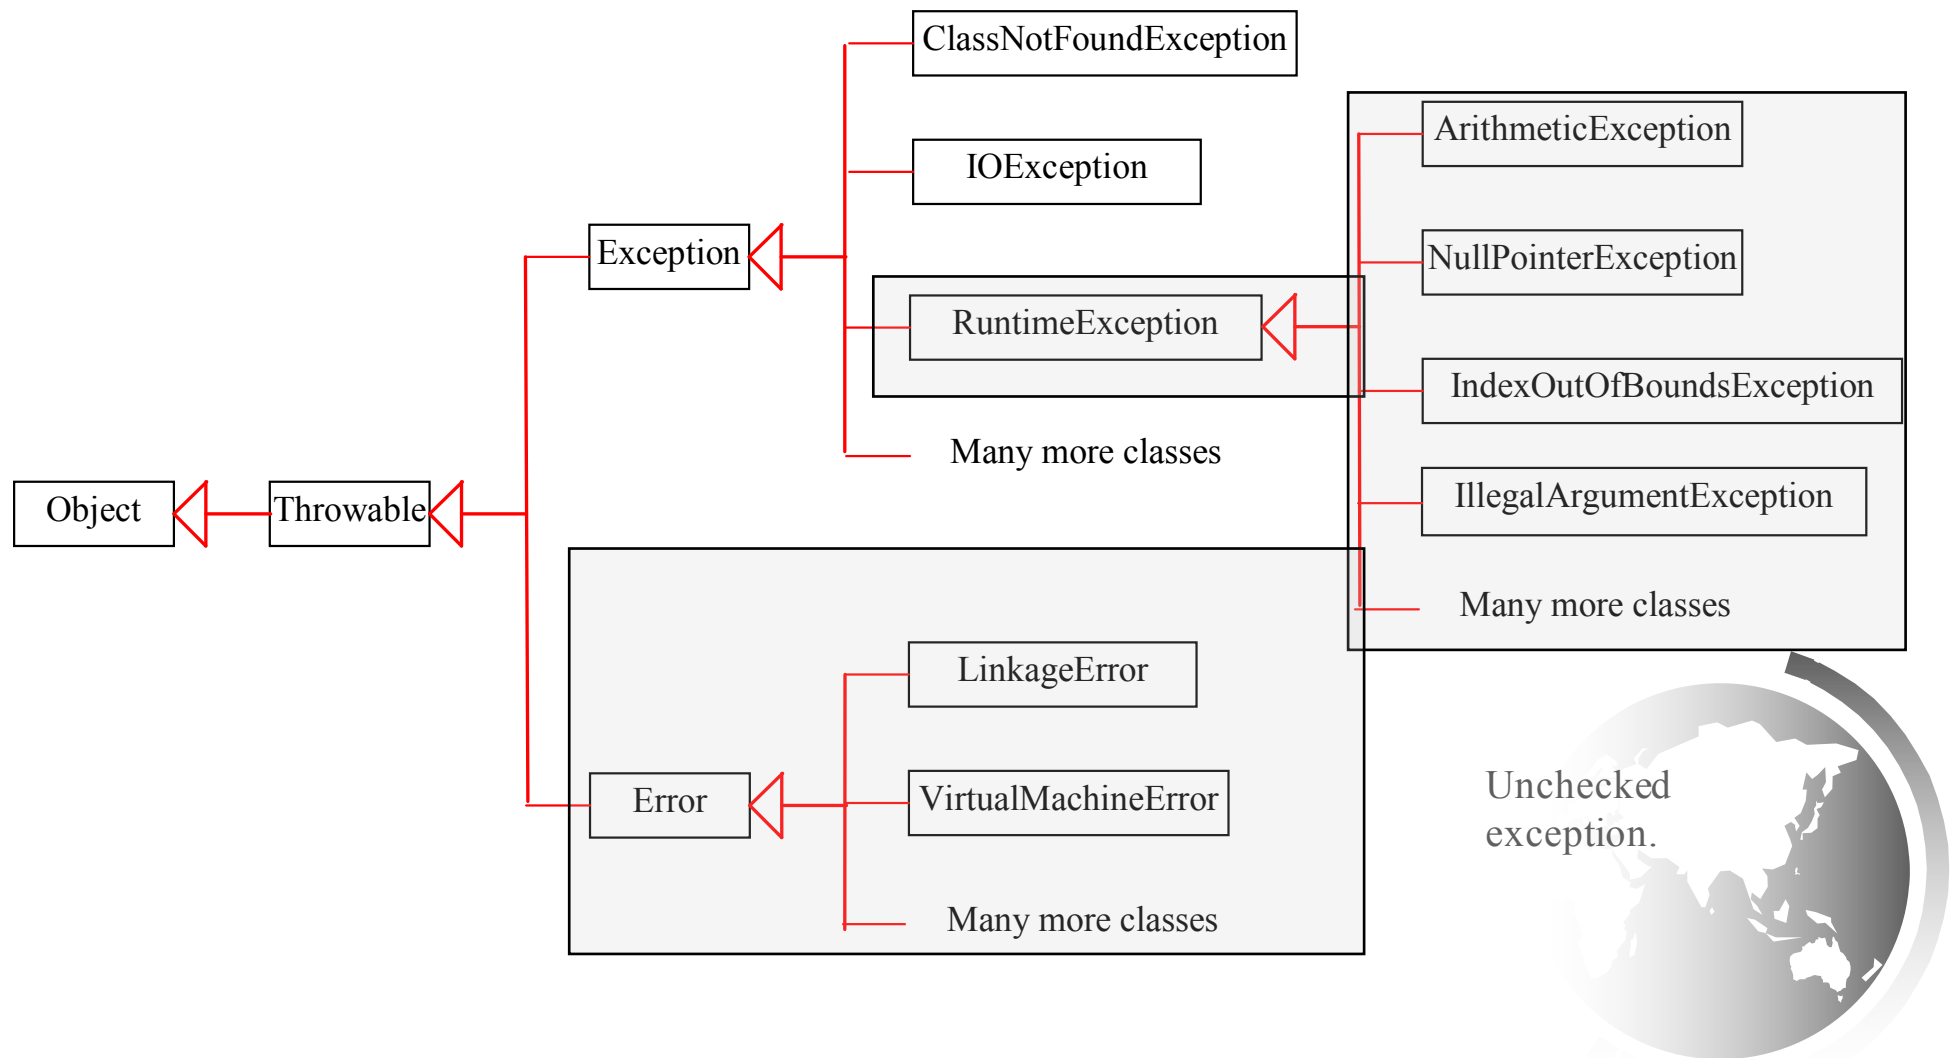 ClassNotFoundException
ArithmeticException
IOException
NullPointerException
Exception
RuntimeException
IndexOutOfBoundsException
Many more classes
Object
Throwable
IllegalArgumentException
Many more classes
LinkageError
Error
VirtualMachineError
Unchecked
exception.
Many more classes